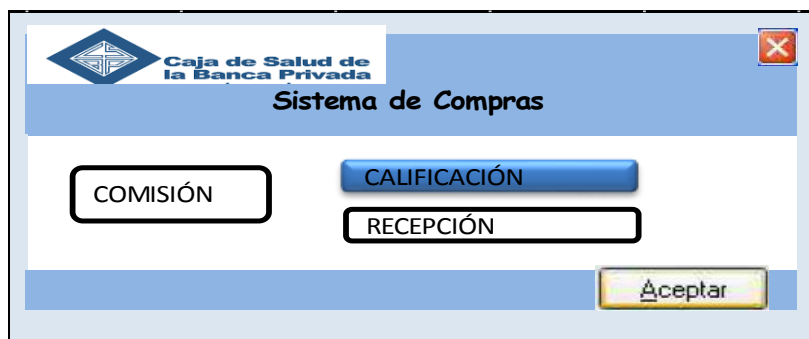 Caja de Salud de
la Banca Privada
Sistema de Compras
COMISIÓN
CALIFICACIÓN
RECEPCIÓN
Aceptar